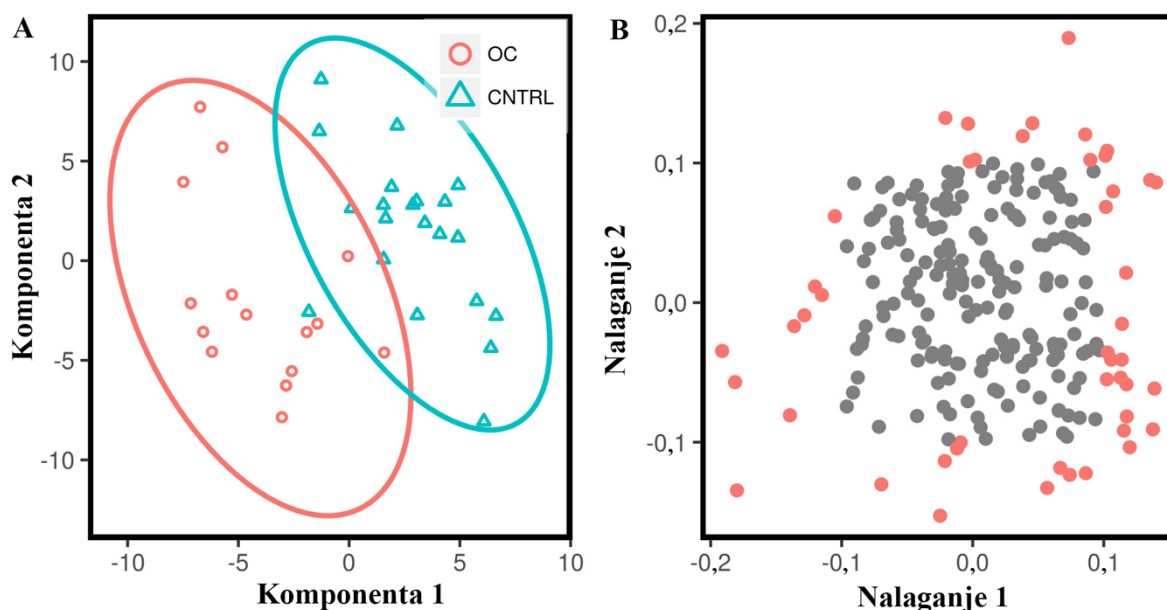 A
10
5
0
-5
-10
OC
CNTRL
-10
-5
0
5
10
Komponenta 2
Komponenta 1
B
0,2
0,1
0,0
-0,1
-0,2
-0,1
0,0
0,1
Nalaganje 2
Nalaganje 1